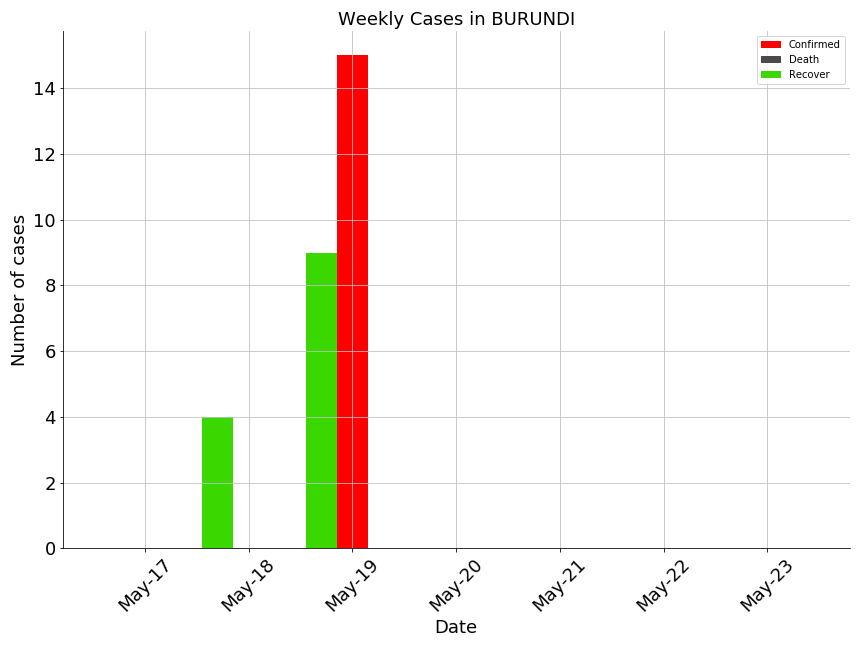 Weekly Cases in BURUNDI
Confirmed
Death
Recover
Number of cases
14
12
10
8
6
4
2
0
May-17
May-18
May-19
May-20
May-21
May-22
May-23
Date